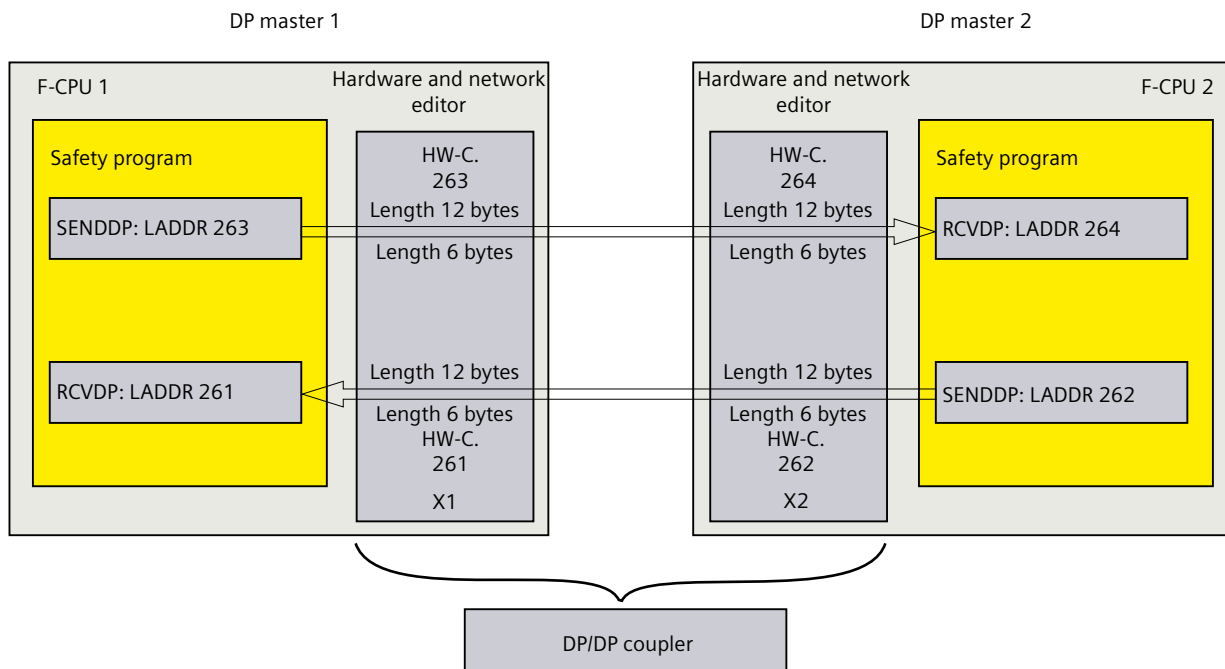 DP master 1
DP master 2
F-CPU 1
Hardware and network
editor
Hardware and network
editor
F-CPU 2
Safety program
HW-C.
263
HW-C.
264
Safety program
SENDDP: LADDR 263
Length 12 bytes
Length 12 bytes
RCVDP: LADDR 264
Length 6 bytes
Length 6 bytes
RCVDP: LADDR 261
Length 12 bytes
Length 12 bytes
SENDDP: LADDR 262
Length 6 bytes
HW-C.
261
Length 6 bytes
HW-C.
262
X1
X2
DP/DP coupler